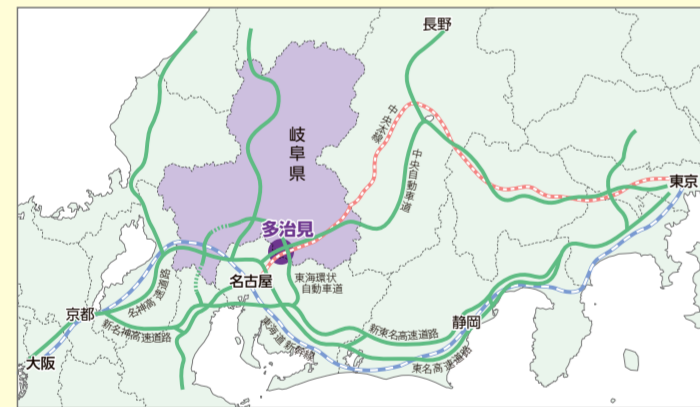 長野
中央本線
岐阜県
中央自動車道
東京
多治見
名古屋
東海環状
自動車道
名神高速道路
京都
新名神高速道路
東海道新幹線
新東名高速道路
静岡
東名高速道路
大阪